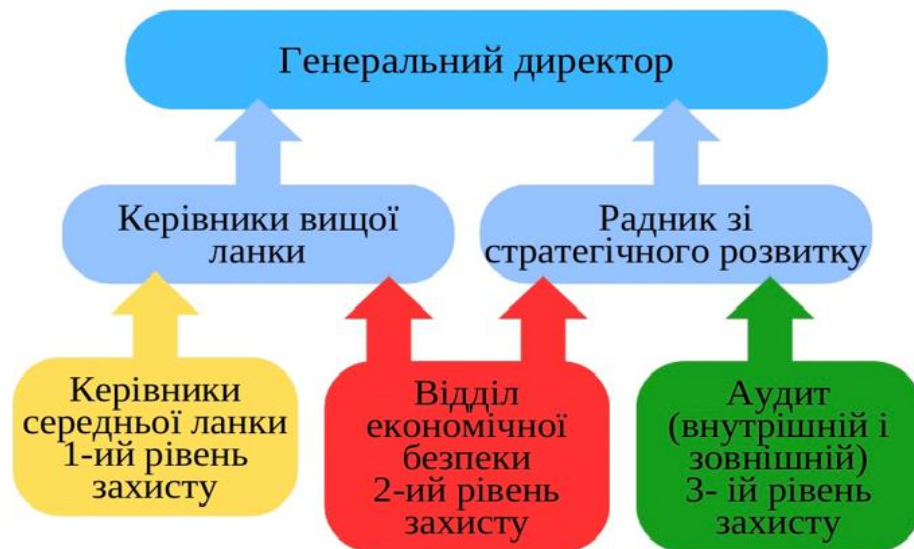 Генеральний директор
Керівники вищої
ланки
Радник зі
стратегічного розвитку
Керівники
середньої ланки
1-ий рівень
захисту
Відділ
економічної
безпеки
2-ий рівень
захисту
Аудит
(внутрішній і
зовнішній)
3- ій рівень
захисту